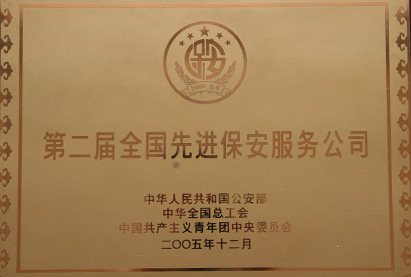 第二届全国先进保安服务公司
中华人民共和国公安部
中华全国总工会
中国共产主义青年团中央委员会
二〇〇五年十二月